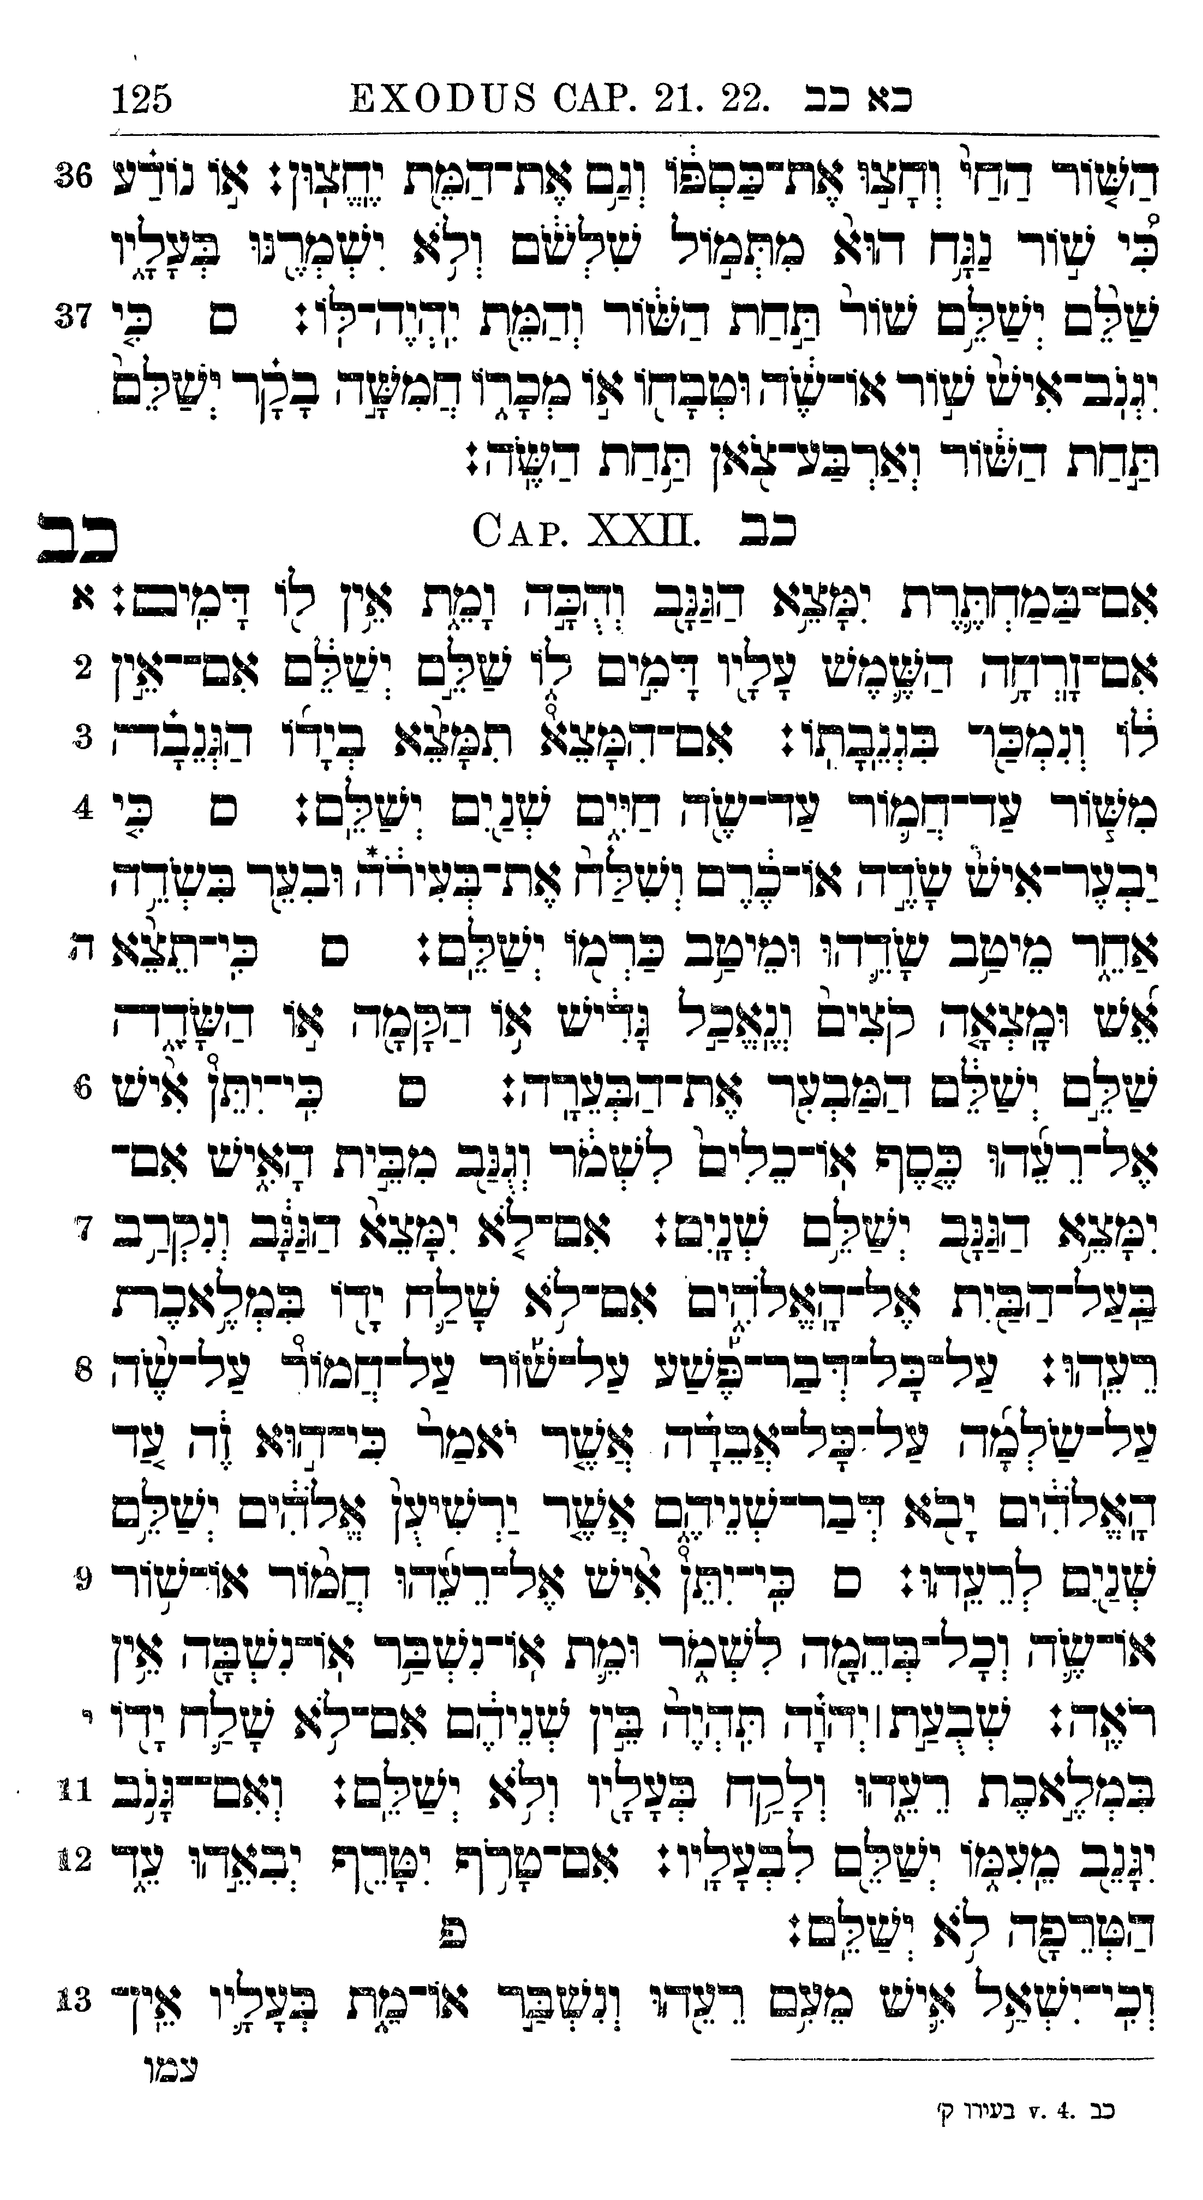 125 EXODUS CAP. 21. 22. כא כב
36 הַשּׁ֤וֹר הַחַי֙ וְחָצ֣וּ אֶת־כַּסְפּ֔וֹ וְגַ֥ם אֶת־הַמֵּ֖ת יֶחֱצֽוּן׃ א֣וֹ נוֹדַ֗ע
כִּ֠י שׁ֣וֹר נַגָּ֥ח הוּא֙ מִתְּמ֣וֹל שִׁלְשֹׁ֔ם וְלֹ֥א יִשְׁמְרֶ֖נּוּ בְּעָלָ֑יו
37 שַׁלֵּ֨ם יְשַׁלֵּ֥ם שׁוֹר֙ תַּ֣חַת הַשּׁ֔וֹר וְהַמֵּ֖ת יִֽהְיֶה־לּֽוֹ׃ ס כִּ֤י
יִגְנֹֽב־אִישׁ֙ שׁ֣וֹר אוֹ־שֶׂ֔ה וּטְבָח֖וֹ א֣וֹ מְכָר֑וֹ חֲמִשָּׁ֣ה בָקָ֗ר יְשַׁלֵּם֙
תַּ֣חַת הַשּׁ֔וֹר וְאַרְבַּע־צֹ֖אן תַּ֥חַת הַשֶּֽׂה׃
כב CAP. XXII. כב
א אִם־בַּמַּחְתֶּ֛רֶת יִמָּצֵ֥א הַגַּנָּ֖ב וְהֻכָּ֣ה וָמֵ֑ת אֵ֥ין ל֖וֹ דָּמִֽים׃
2 אִם־זָרְחָ֥ה הַשֶּׁ֛מֶשׁ עָלָ֖יו דָּמִ֣ים ל֑וֹ שַׁלֵּ֣ם יְשַׁלֵּ֔ם אִם־אֵ֣ין
3 ל֔וֹ וְנִמְכַּ֖ר בִּגְנֵבָתֽוֹ׃ אִֽם־הִמָּצֵא֩ תִמָּצֵ֨א בְיָד֜וֹ הַגְּנֵבָ֗ה
4 מִשּׁ֧וֹר עַד־חֲמ֛וֹר עַד־שֶׂ֖ה חַיִּ֑ים שְׁנַ֖יִם יְשַׁלֵּֽם׃ ס כִּ֤י
יַבְעֶר־אִישׁ֙ שָׂדֶ֣ה אוֹ־כֶ֔רֶם וְשִׁלַּח֙ אֶת־בְּעִירֹ֔ה* וּבִעֵ֖ר בִּשְׂדֵ֣ה
ה אַחֵ֑ר מֵיטַ֥ב שָׂדֵ֛הוּ וּמֵיטַ֥ב כַּרְמ֖וֹ יְשַׁלֵּֽם׃ ס כִּֽי־תֵצֵ֨א
אֵ֜שׁ וּמָצְאָ֤ה קֹצִים֙ וְנֶאֱכַ֣ל גָּדִ֔ישׁ א֥וֹ הַקָּמָ֖ה א֣וֹ הַשָּׂדֶ֑ה
6 שַׁלֵּ֣ם יְשַׁלֵּ֔ם הַמַּבְעִ֖ר אֶת־הַבְּעֵרָֽה׃ ס כִּֽי־יִתֵּן֩ אִ֨ישׁ
אֶל־רֵעֵ֜הוּ כֶּ֤סֶף אֽוֹ־כֵלִים֙ לִשְׁמֹ֔ר וְגֻנַּ֖ב מִבֵּ֣ית הָאִ֑ישׁ אִם־
7 יִמָּצֵ֥א הַגַּנָּ֖ב יְשַׁלֵּ֥ם שְׁנָֽיִם׃ אִם־לֹ֤א יִמָּצֵא֙ הַגַּנָּ֔ב וְנִקְרַ֥ב
בַּֽעַל־הַבַּ֖יִת אֶל־הָֽאֱלֹהִ֑ים אִם־לֹ֥א שָׁלַ֛ח יָד֖וֹ בִּמְלֶ֥אכֶת
8 רֵעֵֽהוּ׃ עַֽל־כָּל־דְּבַר־פֶּ֡שַׁע עַל־שׁ֡וֹר עַל־חֲמוֹר֩ עַל־שֶׂ֨ה
עַל־שַׂלְמָ֜ה עַל־כָּל־אֲבֵדָ֗ה אֲשֶׁ֤ר יֹאמַר֙ כִּי־ה֣וּא זֶ֔ה עַ֤ד
הָֽאֱלֹהִ֔ים יָבֹ֖א דְּבַר־שְׁנֵיהֶ֑ם אֲשֶׁ֤ר יַרְשִׁיעֻן֙ אֱלֹהִ֔ים יְשַׁלֵּ֥ם
9 שְׁנַ֖יִם לְרֵעֵֽהוּ׃ ס כִּֽי־יִתֵּן֩ אִ֨ישׁ אֶל־רֵעֵ֜הוּ חֲמ֨וֹר אוֹ־שׁ֥וֹר
אוֹ־שֶׂ֛ה וְכָל־בְּהֵמָ֖ה לִשְׁמֹ֑ר וּמֵ֛ת אֽוֹ־נִשְׁבַּ֥ר אֽוֹ־נִשְׁבָּ֖ה אֵ֥ין
י רֹאֶֽה׃ שְׁבֻעַ֣ת ׀ יְהוָ֗ה תִּֽהְיֶה֙ בֵּ֣ין שְׁנֵיהֶ֔ם אִם־לֹ֥א שָׁלַ֛ח יָד֖וֹ
11 בִּמְלֶ֣אכֶת רֵעֵ֑הוּ וְלָקַ֥ח בְּעָלָ֖יו וְלֹ֥א יְשַׁלֵּֽם׃ וְאִם־גָּנֹ֥ב
12 יִגָּנֵ֖ב מֵֽעִמּ֑וֹ יְשַׁלֵּ֖ם לִבְעָלָֽיו׃ אִם־טָרֹ֥ף יִטָּרֵ֖ף יְבִאֵ֣הוּ עֵ֑ד
הַטְּרֵפָ֖ה לֹ֥א יְשַׁלֵּֽם׃ פ
13 וְכִֽי־יִשְׁאַ֥ל אִ֛ישׁ מֵעִ֥ם רֵעֵ֖הוּ וְנִשְׁבַּ֣ר אוֹ־מֵ֑ת בְּעָלָ֥יו אֵֽין־
עמו
כב v. 4. בעירו ק׳